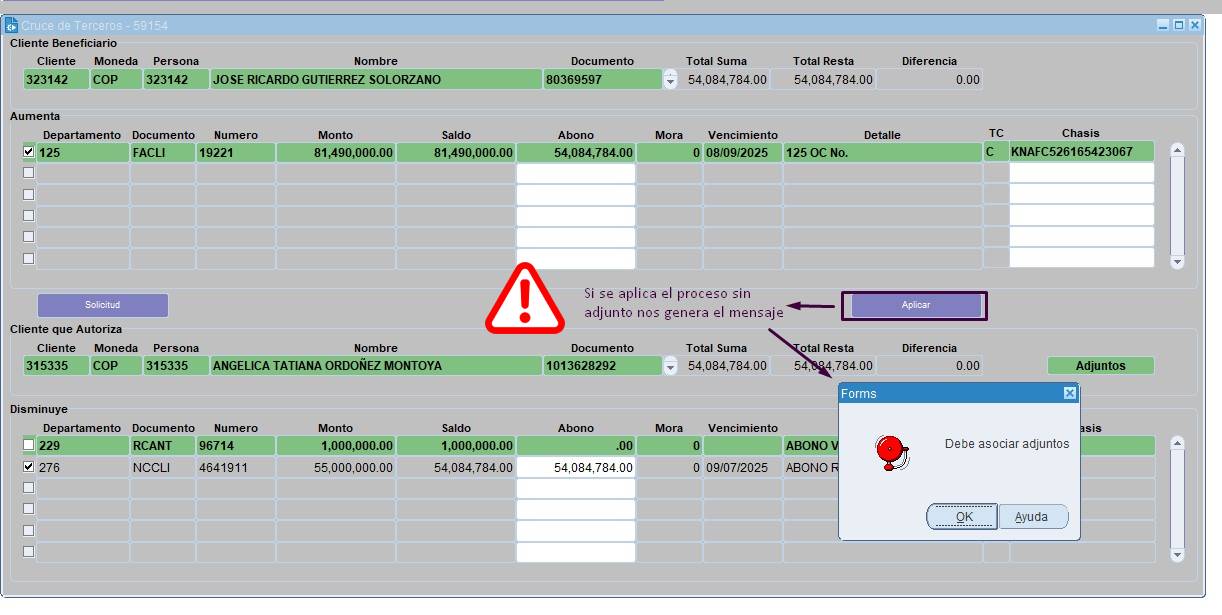 Cruce de Terceros - 59154
Cliente Beneficiario
Cliente Moneda Persona Nombre Documento Total Suma Total Resta Diferencia
323142 COP 323142 JOSE RICARDO GUTIERREZ SOLORZANO 80369597 54,084,784.00 54,084,784.00 0.00
Aumenta
Departamento Documento Numero Monto Saldo Abono Mora Vencimiento Detalle TC Chasis
125 FACLI 19221 81,490,000.00 81,490,000.00 54,084,784.00 0 08/09/2025 125 OC No. C KNAFC526165423067
Solicitud
Si se aplica el proceso sin
adjunto nos genera el mensaje
Aplicar
Cliente que Autoriza
Cliente Moneda Persona Nombre Documento Total Suma Total Resta Diferencia
315335 COP 315335 ANGELICA TATIANA ORDOÑEZ MONTOYA 1013628292 54,084,784.00 54,084,784.00 0.00 Adjuntos
Disminuye
Departamento Documento Numero Monto Saldo Abono Mora Vencimiento asis
229 RCANT 96714 1,000,000.00 1,000,000.00 .00 0 ABONO V
276 NCCLI 4641911 55,000,000.00 54,084,784.00 54,084,784.00 0 09/07/2025 ABONO R
Forms
Debe asociar adjuntos
OK Ayuda